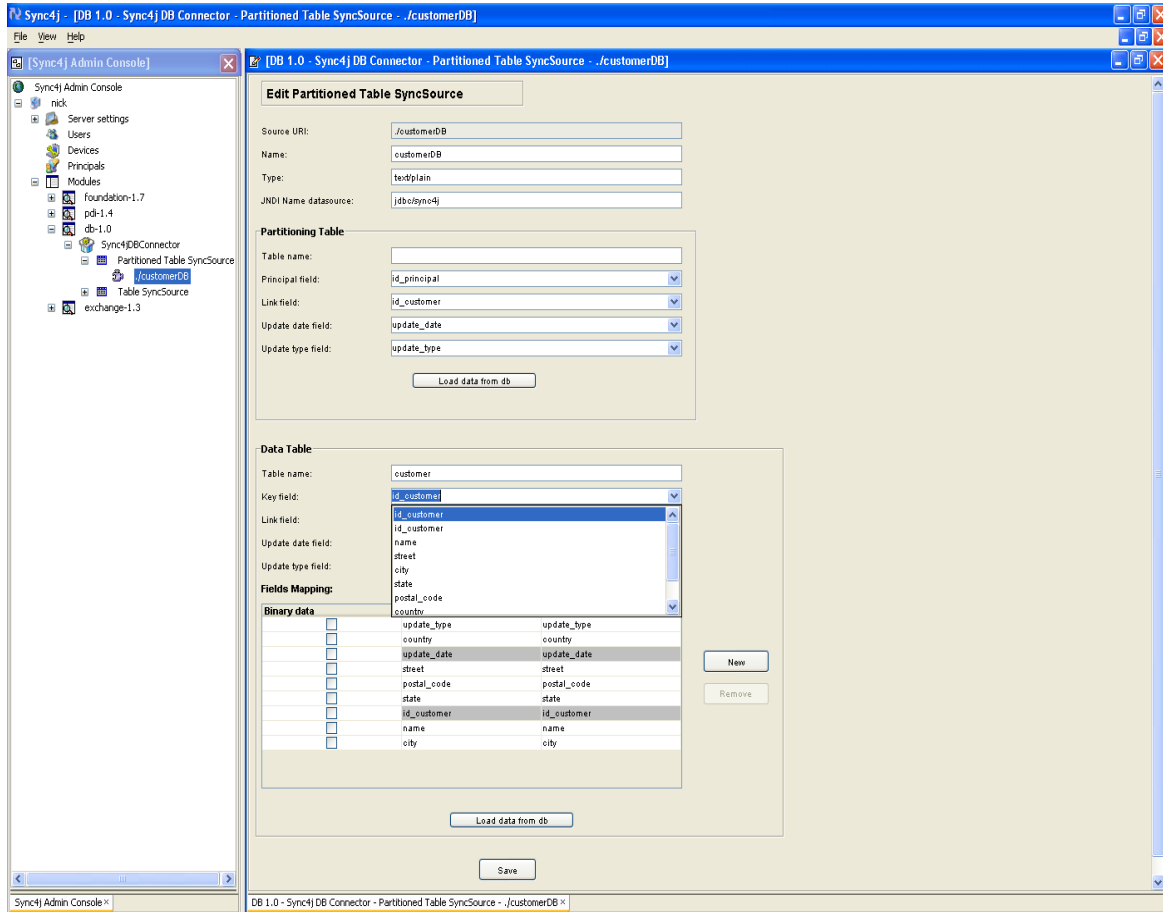 Sync4j - [DB 1.0 - Sync4j DB Connector - Partitioned Table SyncSource - ./customerDB]
File View Help
[Sync4j Admin Console]
Sync4j Admin Console
nick
Server settings
Users
Devices
Principals
Modules
foundation-1.7
pdi-1.4
db-1.0
Sync4jDBConnector
Partitioned Table SyncSource
./customerDB
Table SyncSource
exchange-1.3
Sync4j Admin Console
[DB 1.0 - Sync4j DB Connector - Partitioned Table SyncSource - ./customerDB]
Edit Partitioned Table SyncSource
Source URI: ./customerDB
Name: customerDB
Type: text/plain
JNDI Name datasource: jdbc/sync4j
Partitioning Table
Table name:
Principal field: id_principal
Link field: id_customer
Update date field: update_date
Update type field: update_type
Load data from db
Data Table
Table name: customer
Key field: id_customer
Link field:
Update date field:
Update type field:
id_customer
id_customer
name
street
city
state
postal_code
country
Fields Mapping:
Binary data
update_type update_type
country country
update_date update_date
street street
postal_code postal_code
state state
id_customer id_customer
name name
city city
New
Remove
Load data from db
Save
DB 1.0 - Sync4j DB Connector - Partitioned Table SyncSource - ./customerDB